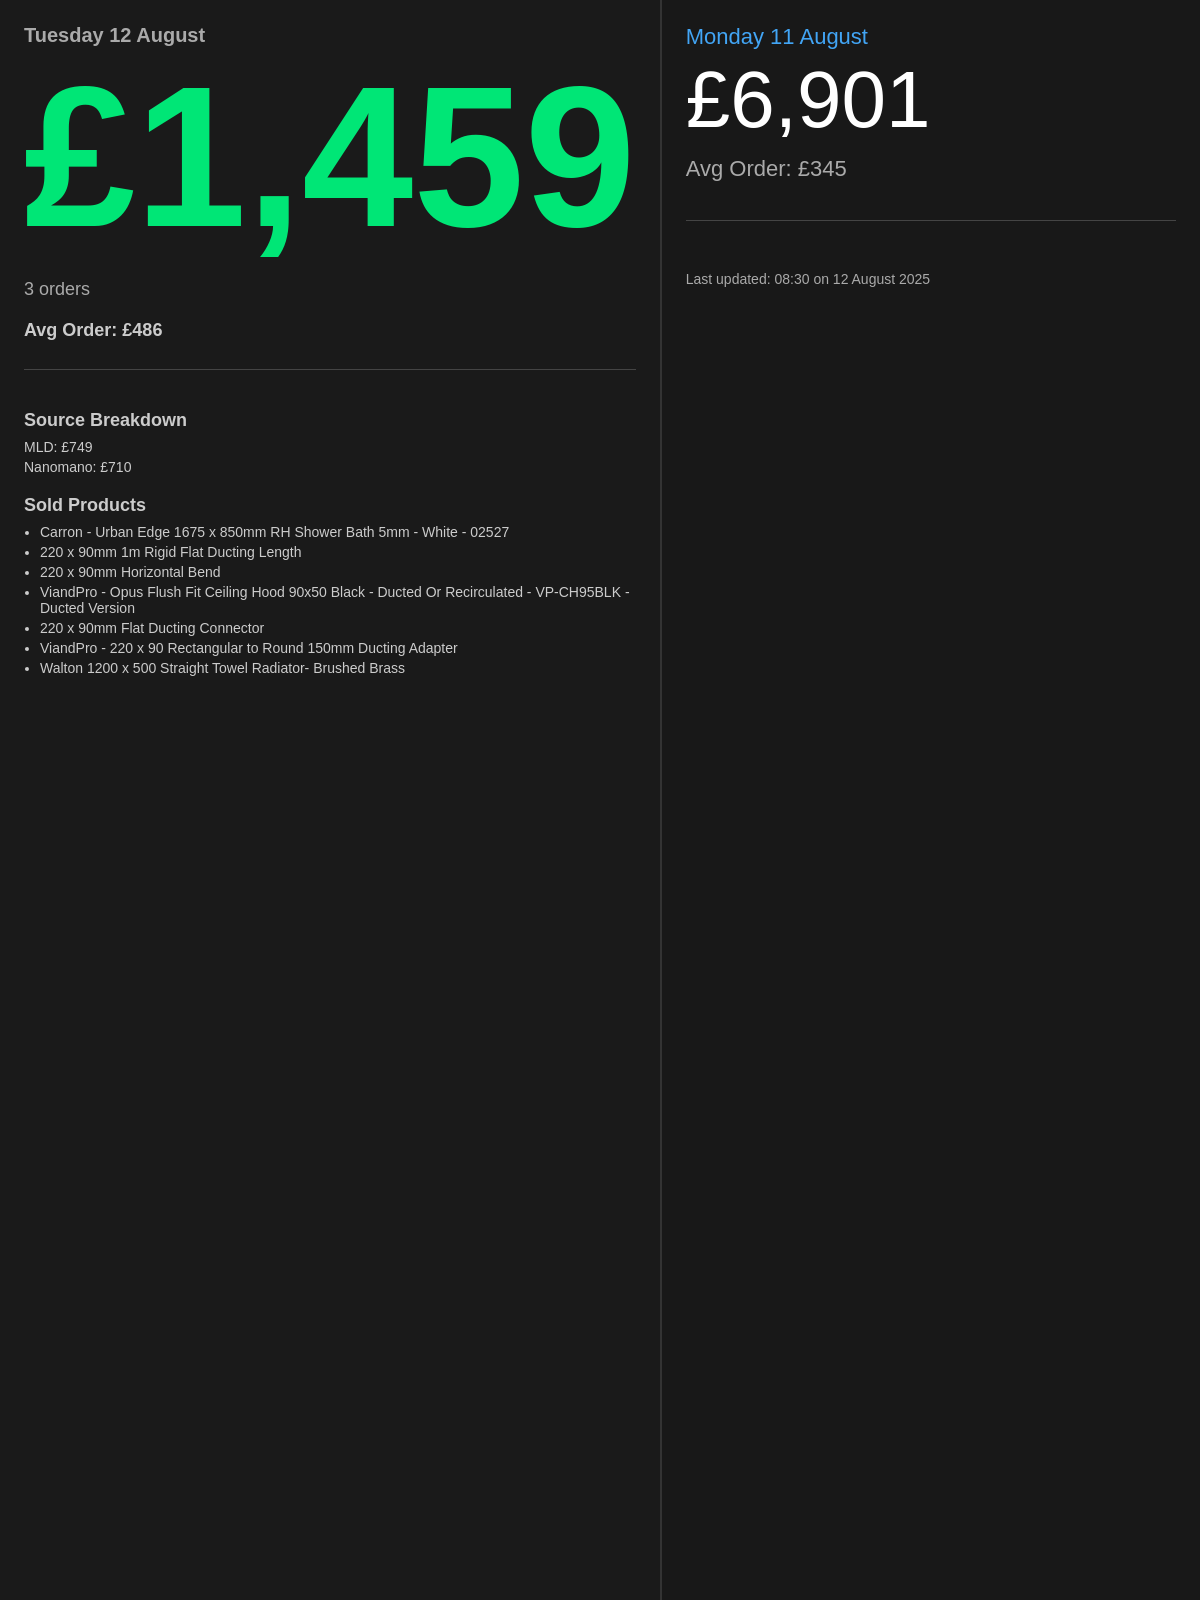 Tuesday 12 August
£1,459
3 orders
Avg Order: £486
Source Breakdown
MLD: £749
Nanomano: £710
Sold Products
• Carron - Urban Edge 1675 x 850mm RH Shower Bath 5mm - White - 02527
• 220 x 90mm 1m Rigid Flat Ducting Length
• 220 x 90mm Horizontal Bend
• ViandPro - Opus Flush Fit Ceiling Hood 90x50 Black - Ducted Or Recirculated - VP-CH95BLK -
Ducted Version
• 220 x 90mm Flat Ducting Connector
• ViandPro - 220 x 90 Rectangular to Round 150mm Ducting Adapter
• Walton 1200 x 500 Straight Towel Radiator- Brushed Brass
Monday 11 August
£6,901
Avg Order: £345
Last updated: 08:30 on 12 August 2025